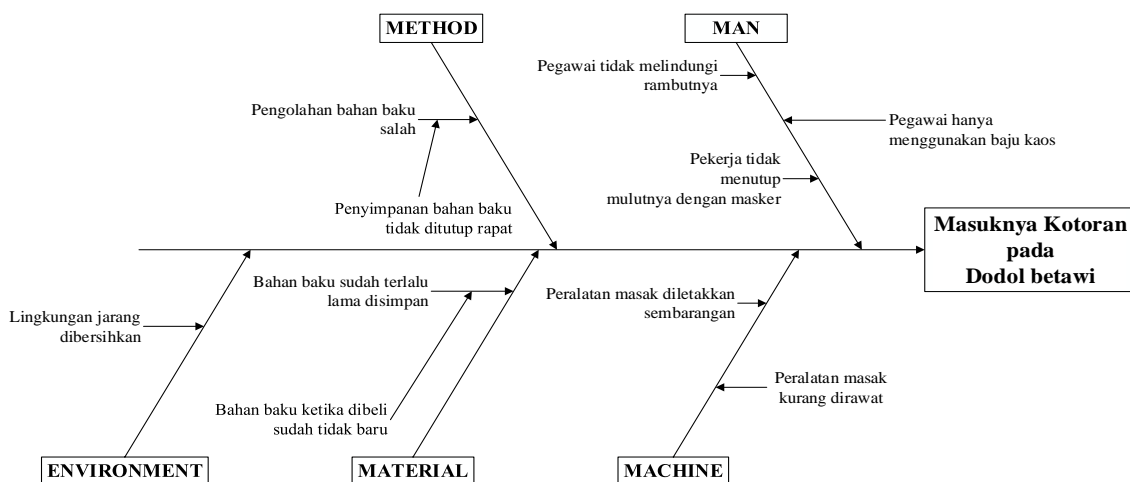 METHOD
MAN
Pegawai tidak melindungi
rambutnya
Pengolahan bahan baku
salah
Pegawai hanya
menggunakan baju kaos
Pekerja tidak
menutup
mulutnya dengan masker
Penyimpanan bahan baku
tidak ditutup rapat
Masuknya Kotoran
pada
Dodol betawi
Bahan baku sudah terlalu
lama disimpan
Peralatan masak diletakkan
sembarangan
Lingkungan jarang
dibersihkan
Peralatan masak
kurang dirawat
Bahan baku ketika dibeli
sudah tidak baru
ENVIRONMENT
MATERIAL
MACHINE